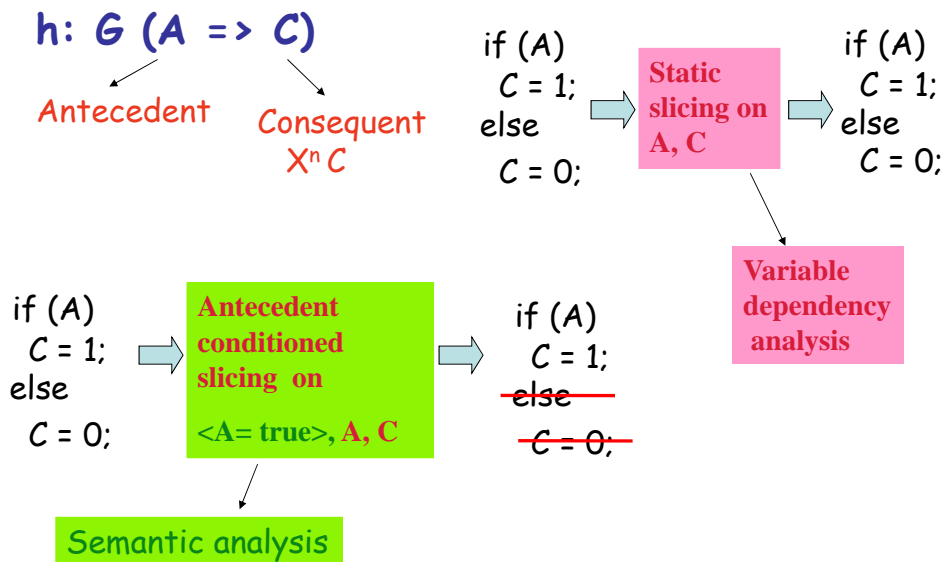 h: G (A => C)
Antecedent
Consequent
Xⁿ C
if (A)
C = 1;
else
C = 0;
Static
slicing on
A, C
if (A)
C = 1;
else
C = 0;
Variable
dependency
analysis
if (A)
C = 1;
else
C = 0;
Antecedent
conditioned
slicing on
<A= true>, A, C
if (A)
C = 1;
else
C = 0;
Semantic analysis